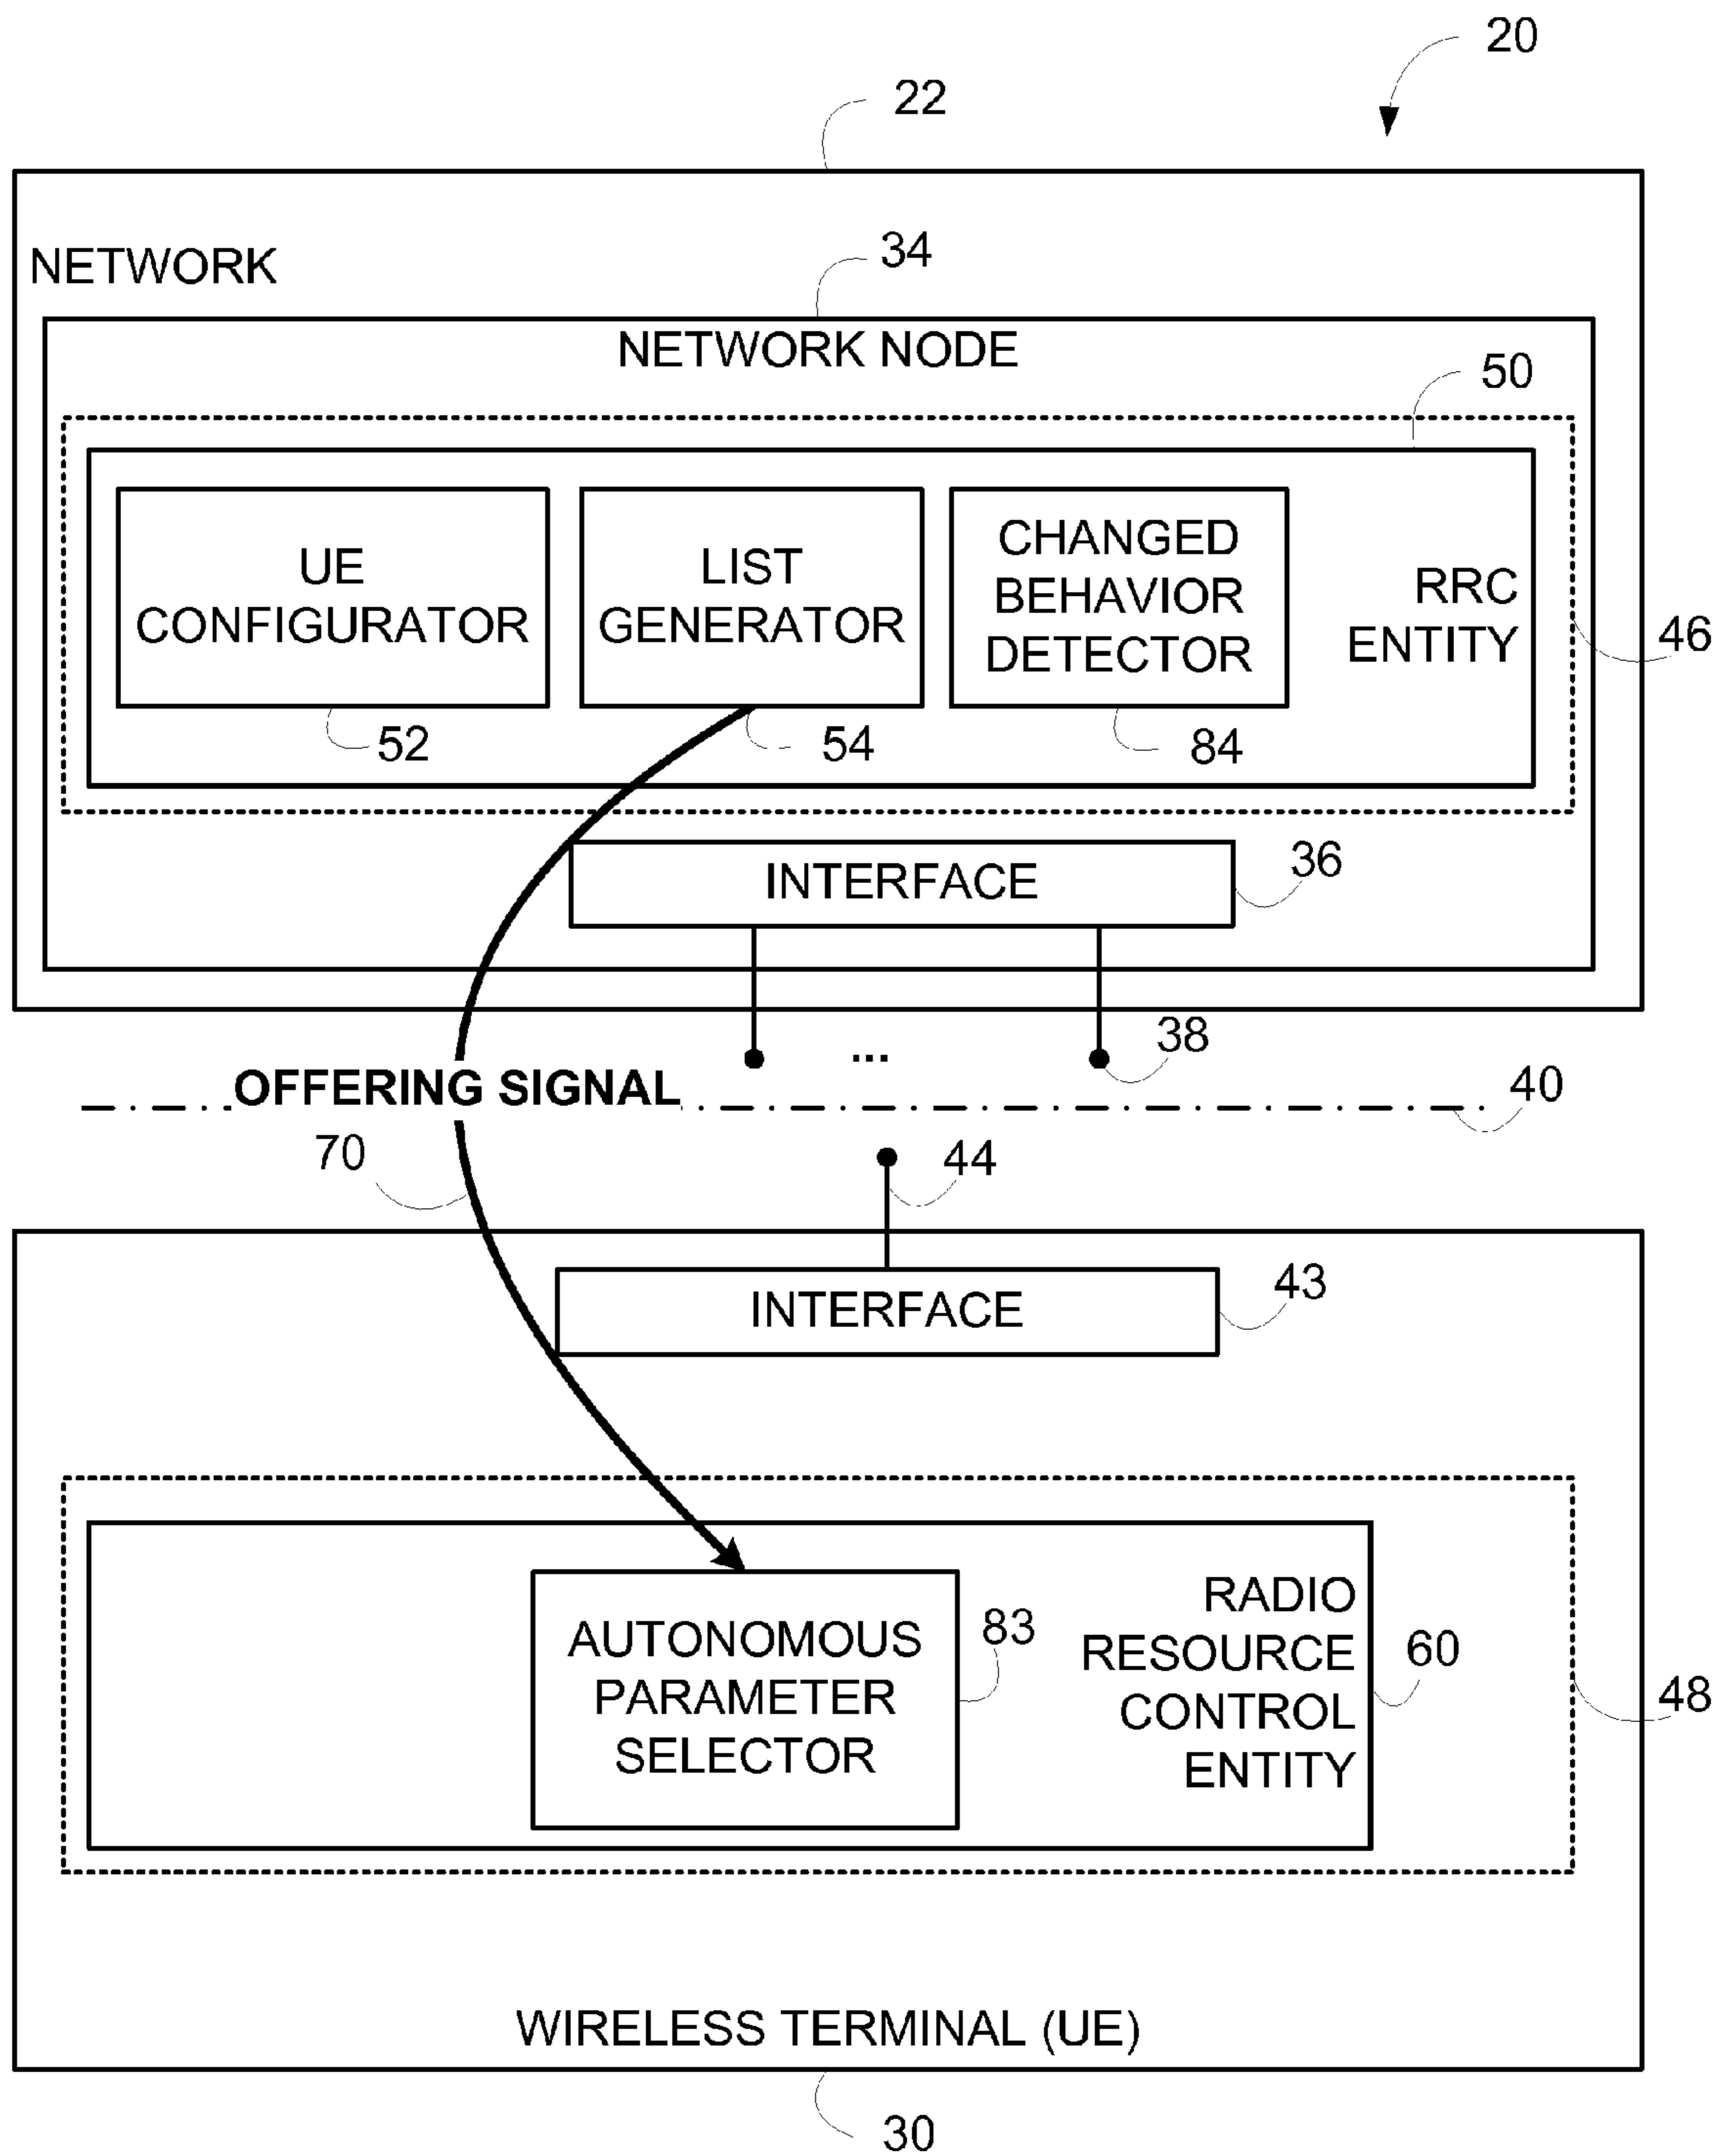 20
22
NETWORK
34
NETWORK NODE
50
UE
CONFIGURATOR
LIST
GENERATOR
CHANGED
BEHAVIOR
DETECTOR
RRC
ENTITY
46
52
54
84
INTERFACE
36
38
...
OFFERING SIGNAL
40
70
44
INTERFACE
43
AUTONOMOUS
PARAMETER
SELECTOR
83
RADIO
RESOURCE
CONTROL
ENTITY
60
48
WIRELESS TERMINAL (UE)
30